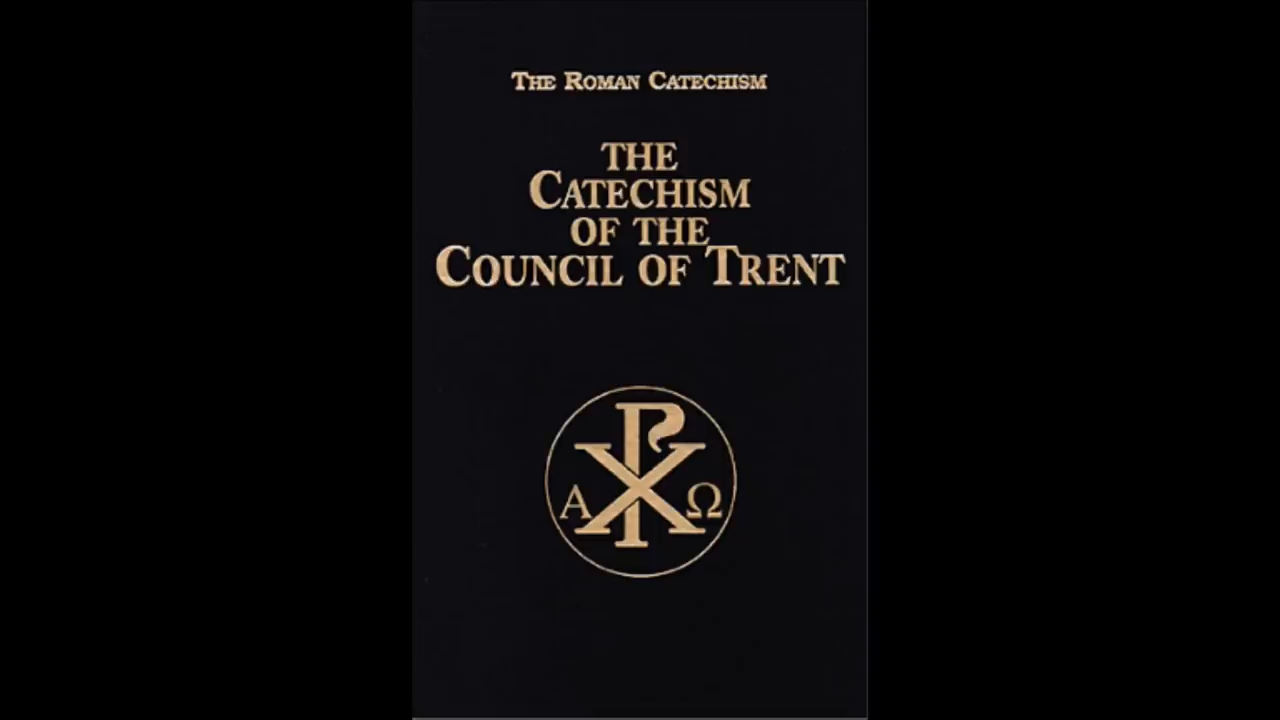 THE ROMAN CATECHISM
THE
CATECHISM
OF THE
COUNCIL OF TRENT
Α Ω